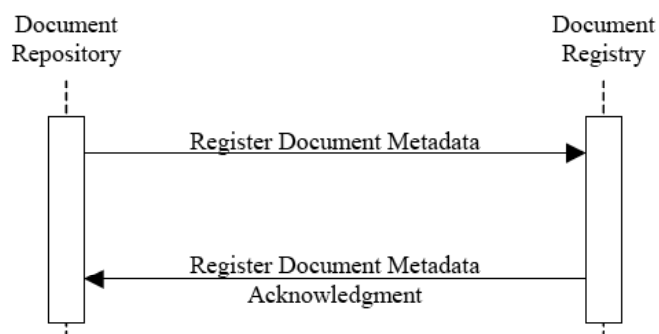 Document
Repository
Document
Registry
Register Document Metadata
Register Document Metadata
Acknowledgment